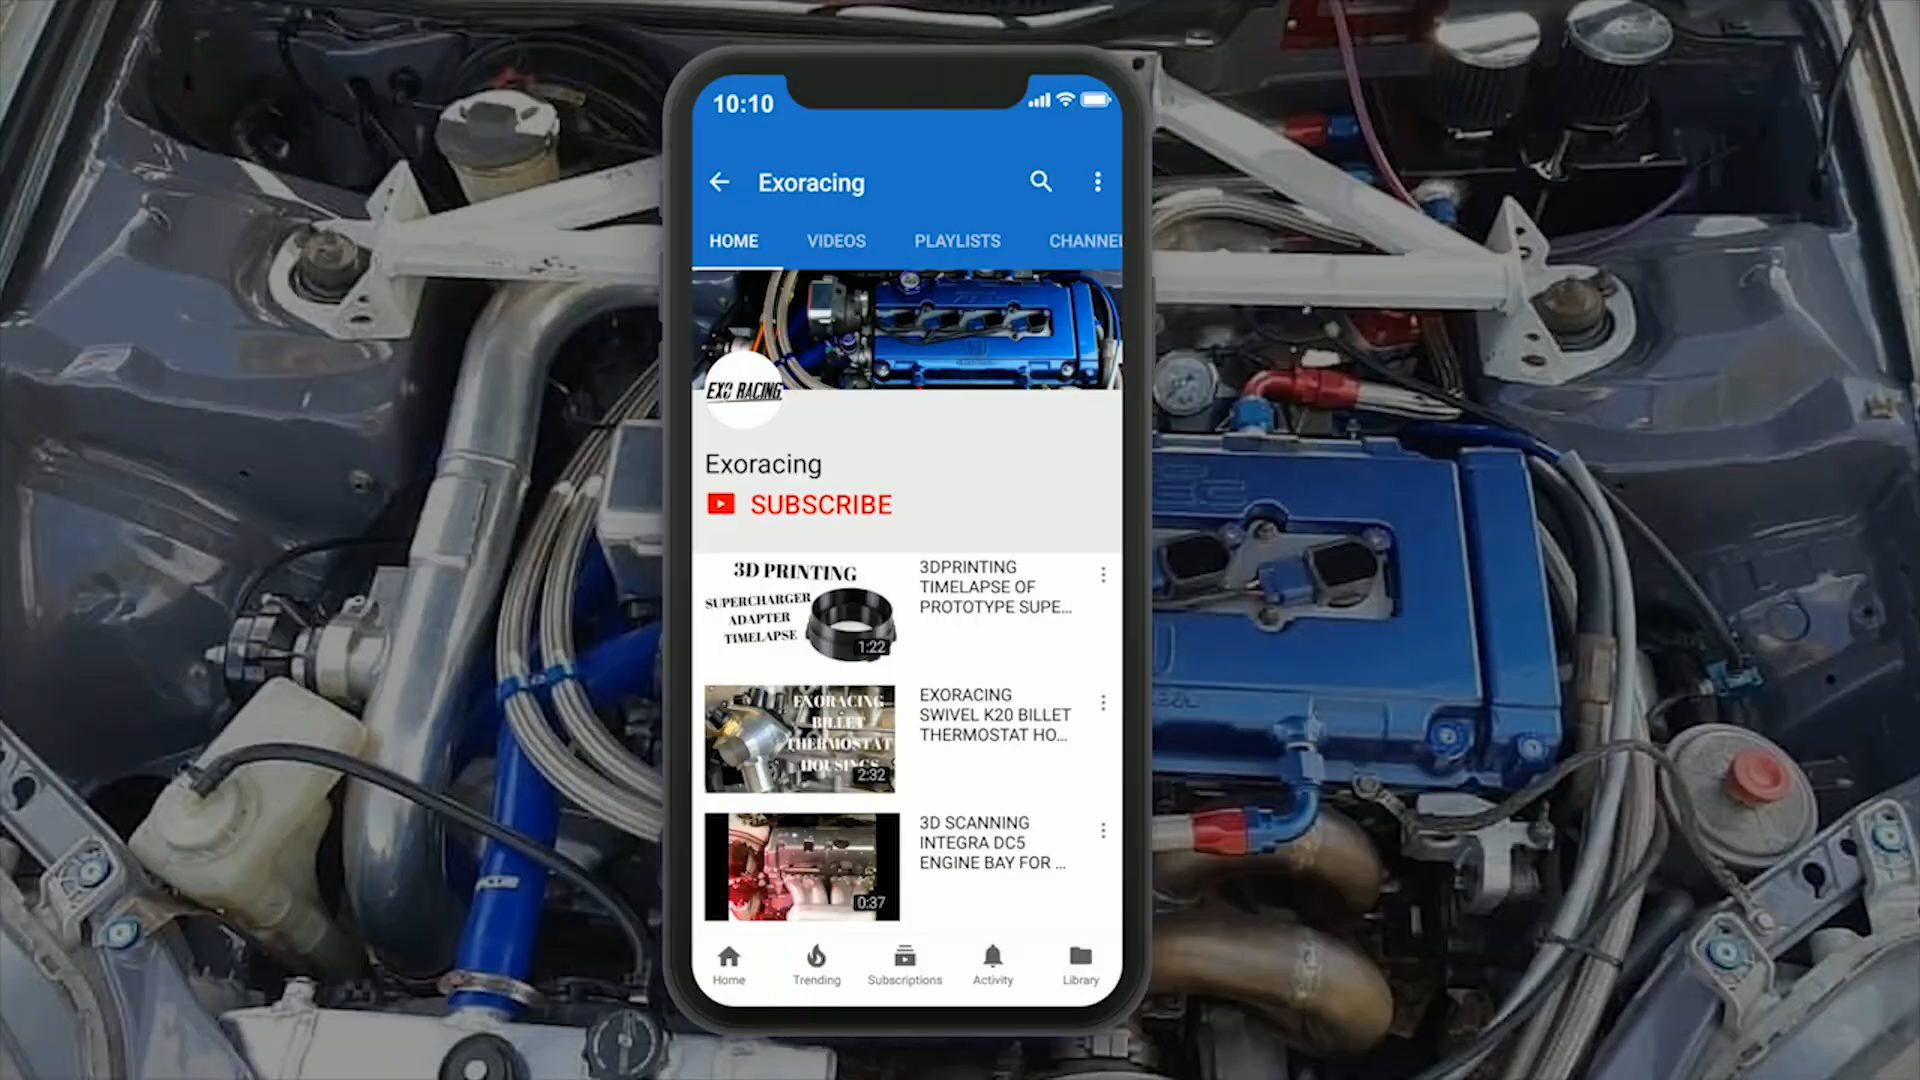 10:10
Exoracing
HOME VIDEOS PLAYLISTS CHANNEL
EXO RACING
Exoracing
SUBSCRIBE
3D PRINTING
SUPERCHARGER
ADAPTER
TIMELAPSE
1:22
3DPRINTING
TIMELAPSE OF
PROTOTYPE SUPE...
EXORACING
BILLET
THERMOSTAT
HOUSINGS
2:32
EXORACING
SWIVEL K20 BILLET
THERMOSTAT HO...
0:37
3D SCANNING
INTEGRA DC5
ENGINE BAY FOR ...
Home Trending Subscriptions Activity Library